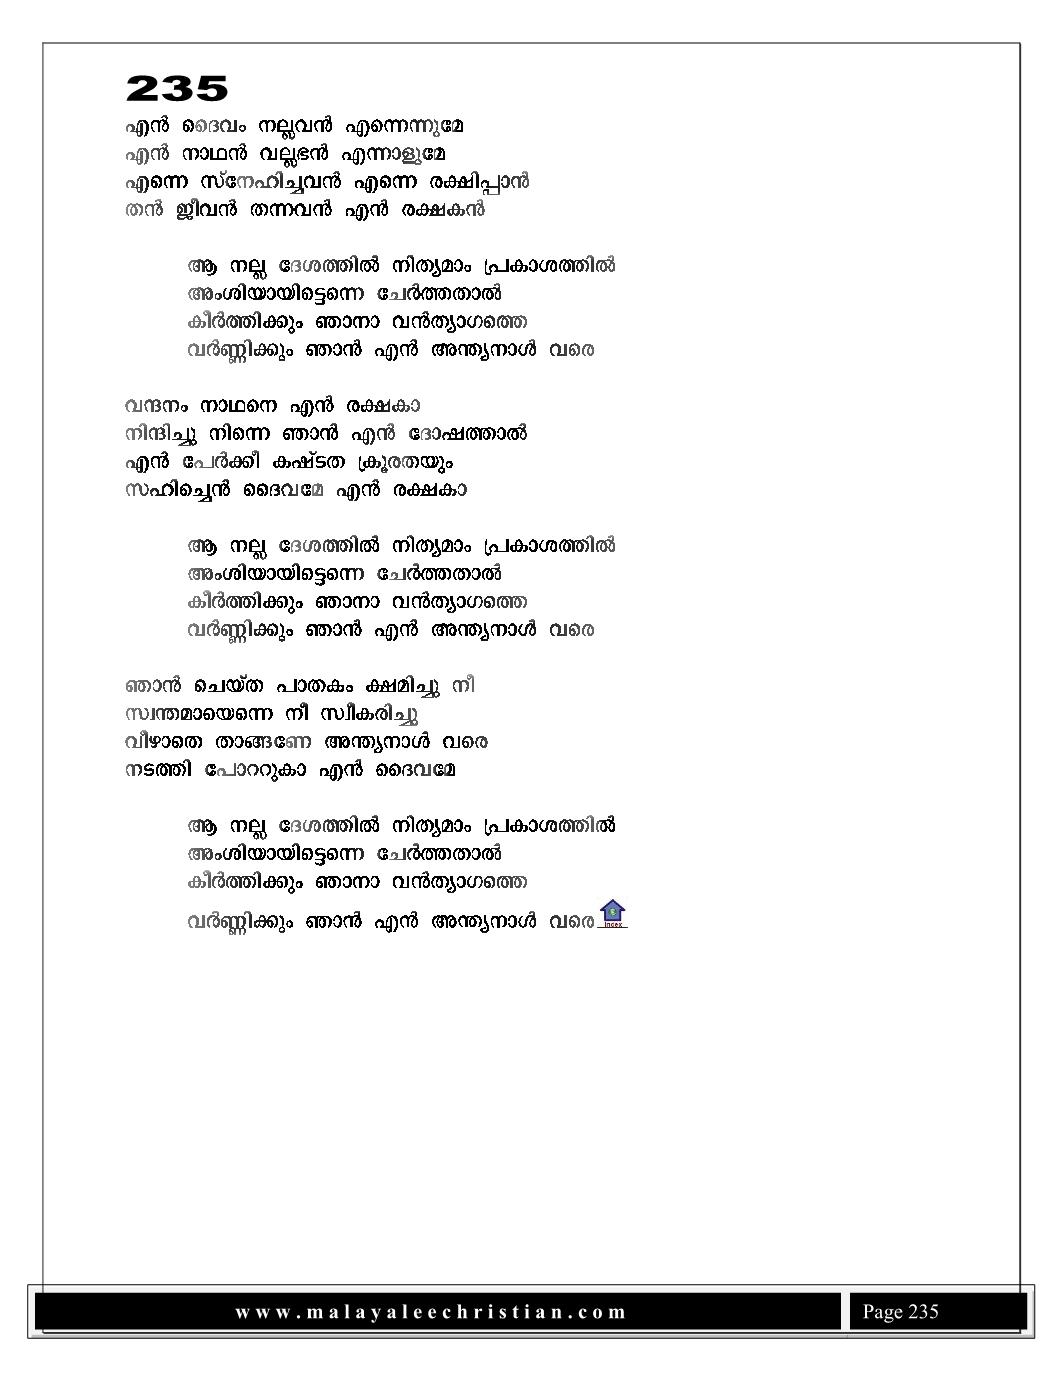 235
എൻ ദൈവം നല്ലവൻ എന്നെന്നുമേ
എൻ നാഥൻ വല്ലഭൻ എന്നാളുമേ
എന്നെ സ്നേഹിച്ചവൻ എന്നെ രക്ഷിപ്പാൻ
തൻ ജീവൻ തന്നവൻ എൻ രക്ഷകൻ
ആ നല്ല ദേശത്തിൽ നിത്യമാം പ്രകാശത്തിൽ
അംശിയായിട്ടെന്നെ ചേർത്തതാൽ
കീർത്തിക്കും ഞാനാ വൻത്യാഗത്തെ
വർണ്ണിക്കും ഞാൻ എൻ അന്ത്യനാൾ വരെ
വന്ദനം നാഥനെ എൻ രക്ഷകാ
നിന്ദിച്ചു നിന്നെ ഞാൻ എൻ ദോഷത്താൽ
എൻ പേർക്കീ കഷ്ടത ക്രൂരതയും
സഹിച്ചെൻ ദൈവമേ എൻ രക്ഷകാ
ആ നല്ല ദേശത്തിൽ നിത്യമാം പ്രകാശത്തിൽ
അംശിയായിട്ടെന്നെ ചേർത്തതാൽ
കീർത്തിക്കും ഞാനാ വൻത്യാഗത്തെ
വർണ്ണിക്കും ഞാൻ എൻ അന്ത്യനാൾ വരെ
ഞാൻ ചെയ്ത പാതകം ക്ഷമിച്ചു നീ
സ്വന്തമായെന്നെ നീ സ്വീകരിച്ചു
വീഴാതെ താങ്ങണേ അന്ത്യനാൾ വരെ
നടത്തി പോററുകാ എൻ ദൈവമേ
ആ നല്ല ദേശത്തിൽ നിത്യമാം പ്രകാശത്തിൽ
അംശിയായിട്ടെന്നെ ചേർത്തതാൽ
കീർത്തിക്കും ഞാനാ വൻത്യാഗത്തെ
വർണ്ണിക്കും ഞാൻ എൻ അന്ത്യനാൾ വരെ
Index
www.malayaleechristian.com
Page 235